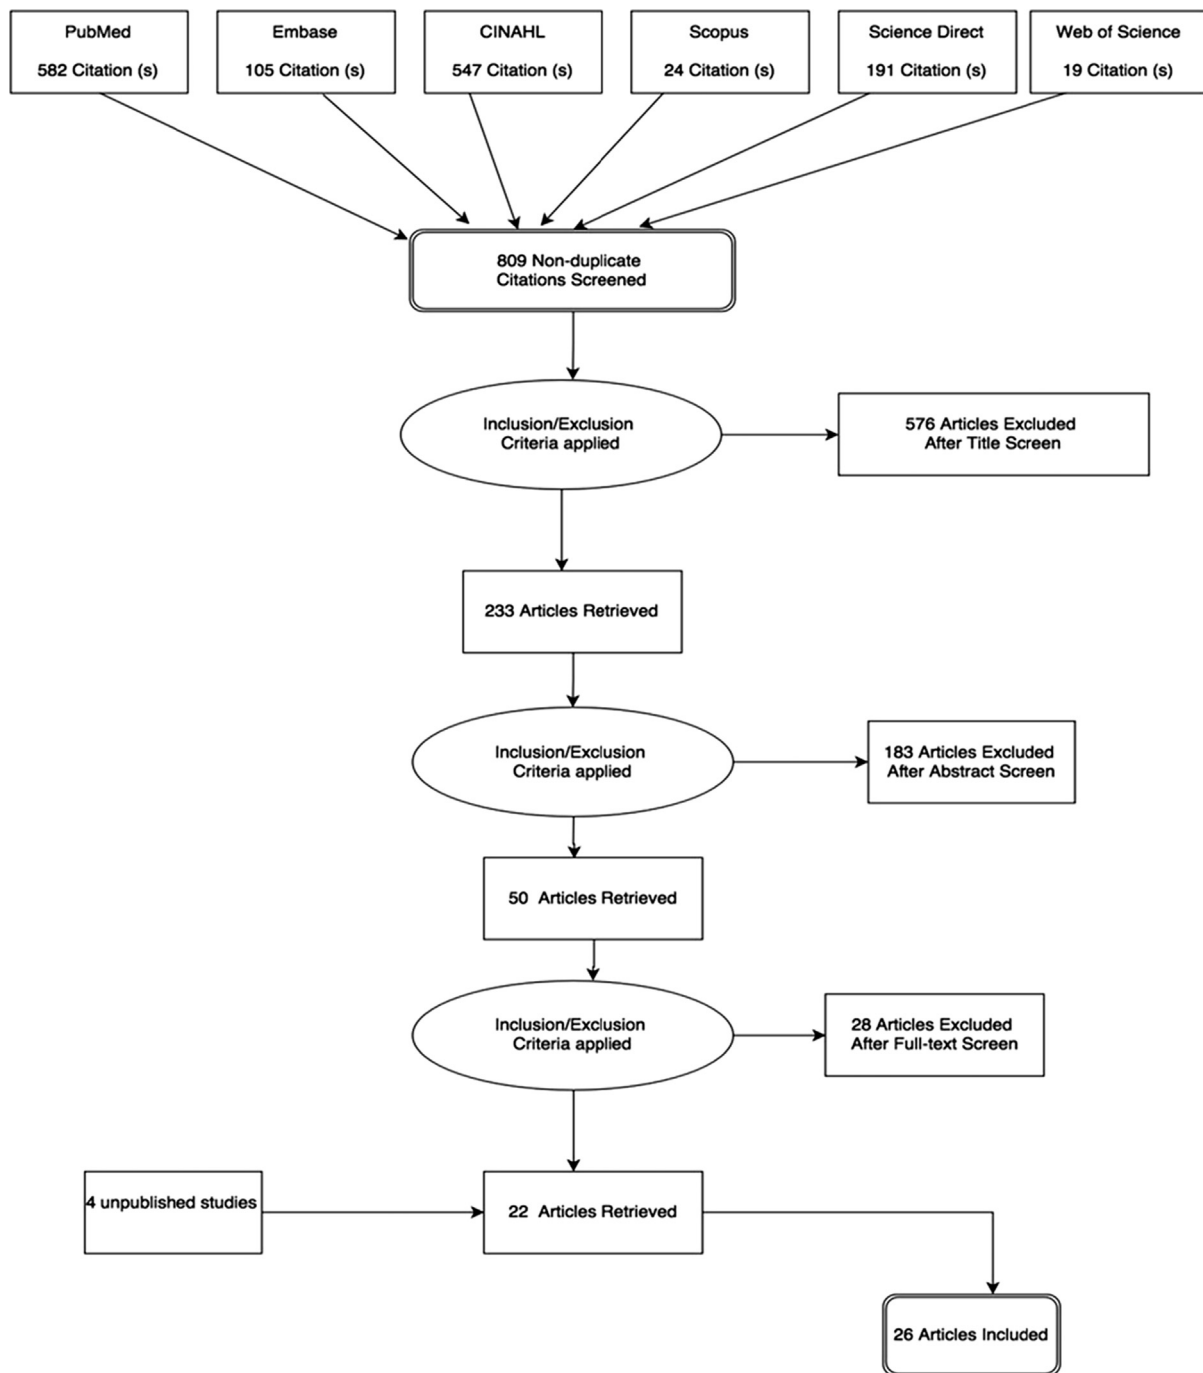 PubMed
582 Citation (s)
Embase
105 Citation (s)
CINAHL
547 Citation (s)
Scopus
24 Citation (s)
Science Direct
191 Citation (s)
Web of Science
19 Citation (s)
809 Non-duplicate
Citations Screened
Inclusion/Exclusion
Criteria applied
576 Articles Excluded
After Title Screen
233 Articles Retrieved
Inclusion/Exclusion
Criteria applied
183 Articles Excluded
After Abstract Screen
50 Articles Retrieved
Inclusion/Exclusion
Criteria applied
28 Articles Excluded
After Full-text Screen
4 unpublished studies
22 Articles Retrieved
26 Articles Included